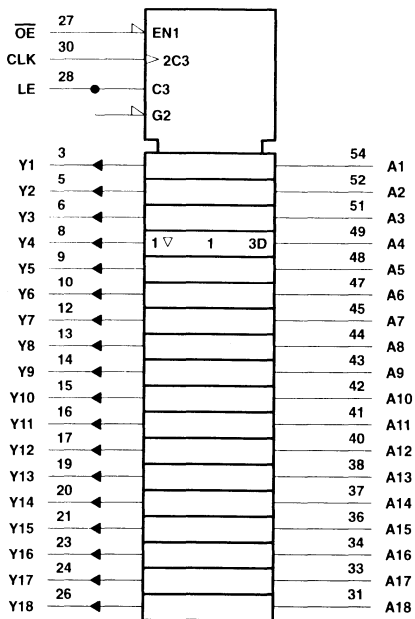 OE 27 EN1
CLK 30 2C3
LE 28 C3
G2
Y1 3 54 A1
Y2 5 52 A2
Y3 6 51 A3
Y4 8 1 ▽ 1 3D 49 A4
Y5 9 48 A5
Y6 10 47 A6
Y7 12 45 A7
Y8 13 44 A8
Y9 14 43 A9
Y10 15 42 A10
Y11 16 41 A11
Y12 17 40 A12
Y13 19 38 A13
Y14 20 37 A14
Y15 21 36 A15
Y16 23 34 A16
Y17 24 33 A17
Y18 26 31 A18